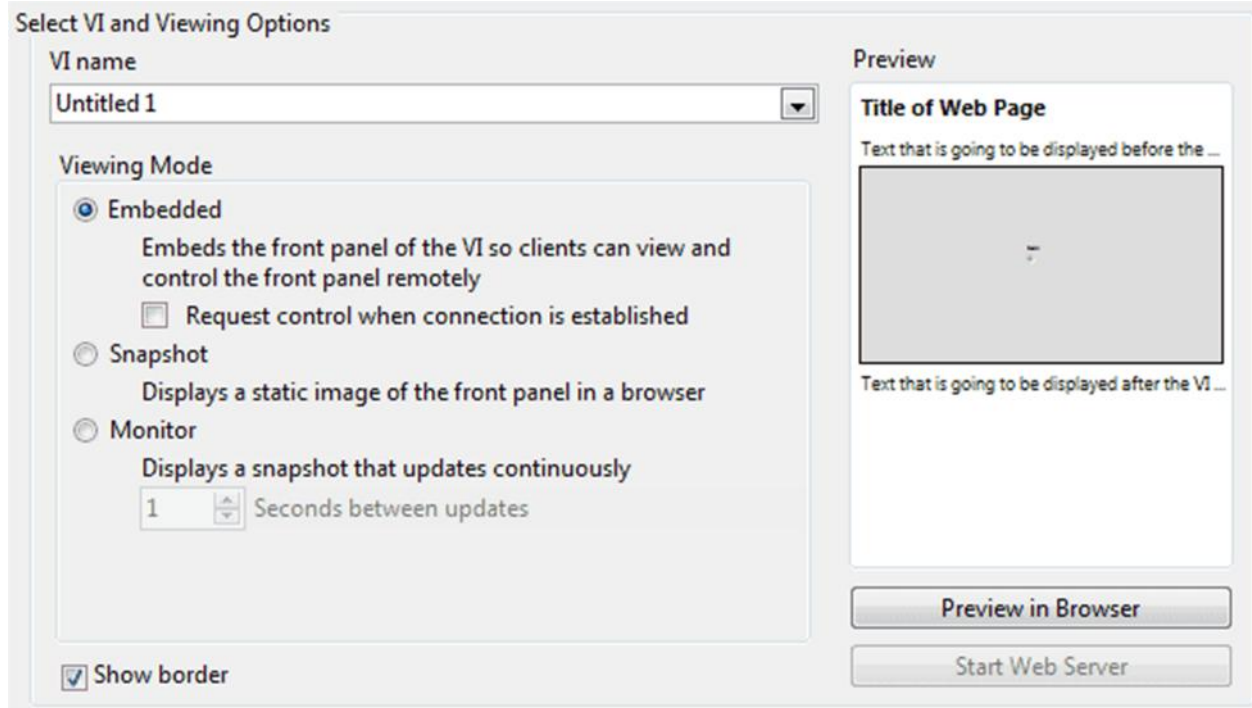 Select VI and Viewing Options
VI name
Untitled 1
Viewing Mode
Embedded
Embeds the front panel of the VI so clients can view and
control the front panel remotely
Request control when connection is established
Snapshot
Displays a static image of the front panel in a browser
Monitor
Displays a snapshot that updates continuously
1 Seconds between updates
Show border
Preview
Title of Web Page
Text that is going to be displayed before the ...
Text that is going to be displayed after the VI ...
Preview in Browser
Start Web Server